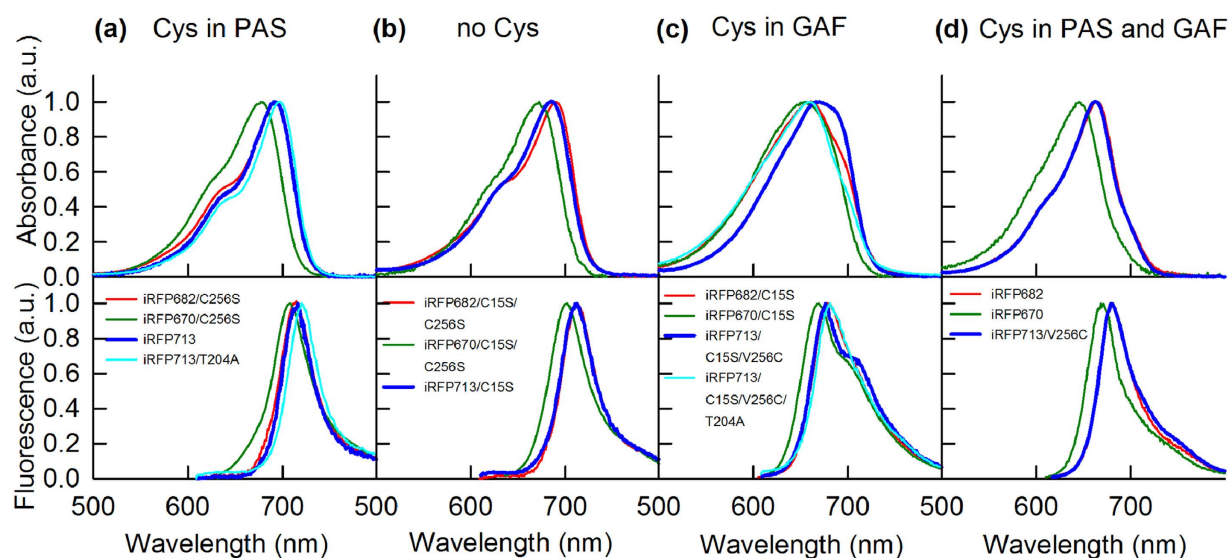 (a) Cys in PAS
(b) no Cys
(c) Cys in GAF
(d) Cys in PAS and GAF
Absorbance (a.u.)
1.0
0.8
0.6
0.4
0.2
0.0
Fluorescence (a.u.)
1.0
0.8
0.6
0.4
0.2
0.0
iRFP682/C256S
iRFP670/C256S
iRFP713
iRFP713/T204A
iRFP682/C15S/
C256S
iRFP670/C15S/
C256S
iRFP713/C15S
iRFP682/C15S
iRFP670/C15S
iRFP713/
C15S/V256C
iRFP713/
C15S/V256C/
T204A
iRFP682
iRFP670
iRFP713/V256C
500 600 700 500 600 700 500 600 700 500 600 700
Wavelength (nm) Wavelength (nm) Wavelength (nm) Wavelength (nm)